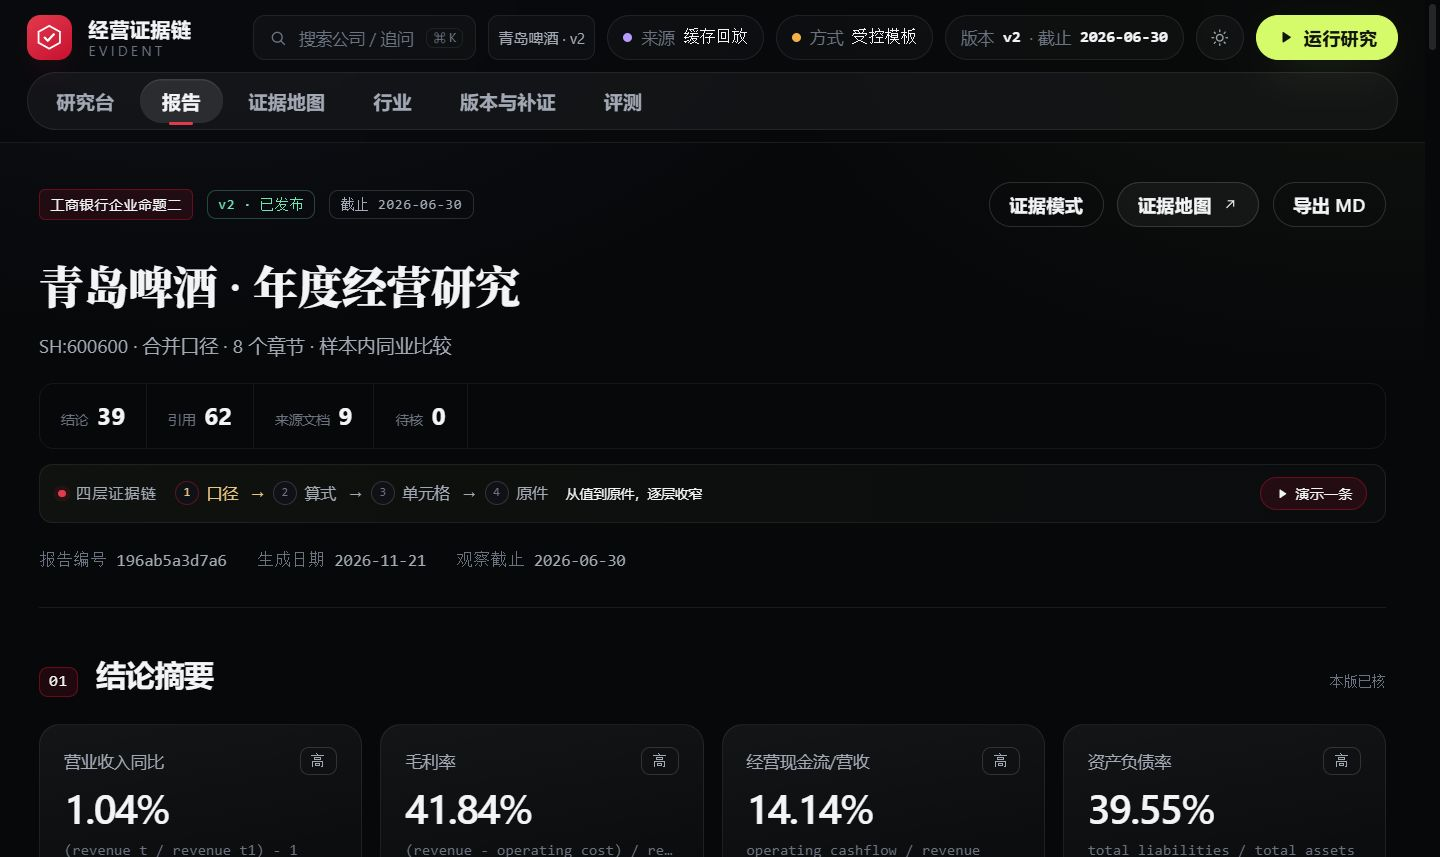 经营证据链
EVIDENT
搜索公司 / 追问 ⌘K
青岛啤酒 · v2
来源 缓存回放
方式 受控模板
版本 v2 · 截止 2026-06-30
运行研究
研究台 报告 证据地图 行业 版本与补证 评测
工商银行企业命题二 v2 · 已发布 截止 2026-06-30
证据模式 证据地图 ↗ 导出 MD
青岛啤酒 · 年度经营研究
SH:600600 · 合并口径 · 8 个章节 · 样本内同业比较
结论 39 引用 62 来源文档 9 待核 0
四层证据链 1 口径 → 2 算式 → 3 单元格 → 4 原件 从值到原件，逐层收窄 演示一条
报告编号 196ab5a3d7a6 生成日期 2026-11-21 观察截止 2026-06-30
01 结论摘要 本版已核
营业收入同比 高
1.04%
(revenue_t / revenue_t1) - 1
毛利率 高
41.84%
(revenue - operating_cost) / re…
经营现金流/营收 高
14.14%
operating_cashflow / revenue
资产负债率 高
39.55%
total_liabilities / total_assets